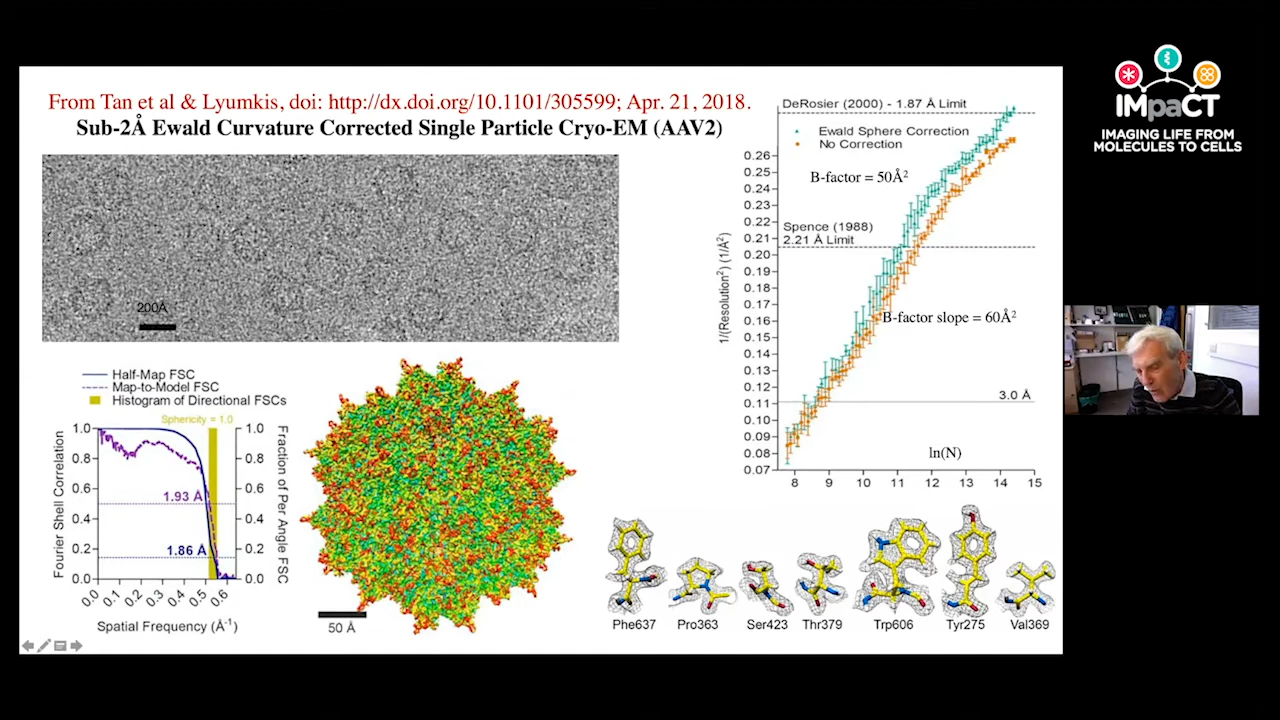 From Tan et al & Lyumkis, doi: http://dx.doi.org/10.1101/305599; Apr. 21, 2018.
Sub-2Å Ewald Curvature Corrected Single Particle Cryo-EM (AAV2)
200Å
Half-Map FSC
Map-to-Model FSC
Histogram of Directional FSCs
Sphericity = 1.0
Fourier Shell Correlation
1.0
0.8
0.6
0.4
0.2
0.0
1.93 Å
1.86 Å
1.0
0.8
0.6
0.4
0.2
0.0
Fraction of Per Angle FSC
0.0 0.1 0.2 0.3 0.4 0.5 0.6
Spatial Frequency (Å⁻¹)
50 Å
DeRosier (2000) - 1.87 Å Limit
Ewald Sphere Correction
No Correction
B-factor = 50Å²
Spence (1988)
2.21 Å Limit
B-factor slope = 60Å²
3.0 Å
ln(N)
1/(Resolution²) (1/Å²)
0.26
0.25
0.24
0.23
0.22
0.21
0.20
0.19
0.18
0.17
0.16
0.15
0.14
0.13
0.12
0.11
0.10
0.09
0.08
0.07
8 9 10 11 12 13 14 15
Phe637 Pro363 Ser423 Thr379 Trp606 Tyr275 Val369
IMpaCT
IMAGING LIFE FROM
MOLECULES TO CELLS